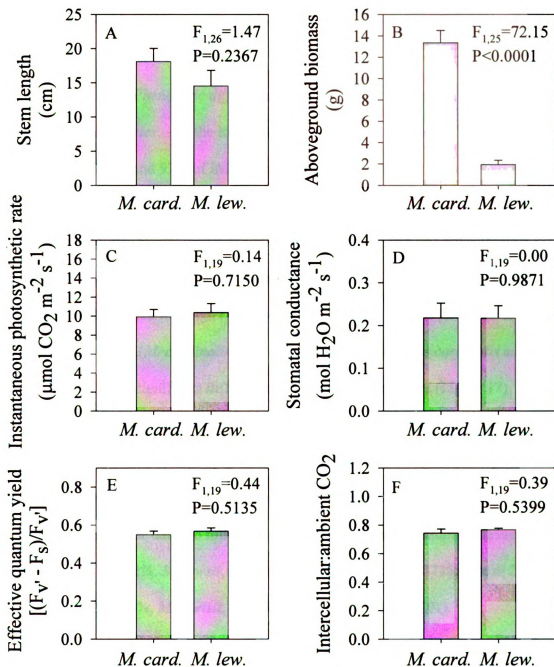 A
F1,26=1.47
P=0.2367
Stem length
(cm)
25
20
15
10
5
0
M. card. M. lew.
B
F1,25=72.15
P<0.0001
Aboveground biomass
(g)
16
14
12
10
8
6
4
2
0
M. card. M. lew.
C
F1,19=0.14
P=0.7150
Instantaneous photosynthetic rate
(μmol CO2 m-2 s-1)
18
16
14
12
10
8
6
4
2
0
M. card. M. lew.
D
F1,19=0.00
P=0.9871
Stomatal conductance
(mol H2O m-2 s-1)
0.4
0.3
0.2
0.1
0.0
M. card. M. lew.
E
F1,19=0.44
P=0.5135
Effective quantum yield
[(Fv' - Fs)/Fv']
0.8
0.6
0.4
0.2
0.0
M. card. M. lew.
F
F1,19=0.39
P=0.5399
Intercellular:ambient CO2
1.2
1.0
0.8
0.6
0.4
0.2
0.0
M. card. M. lew.